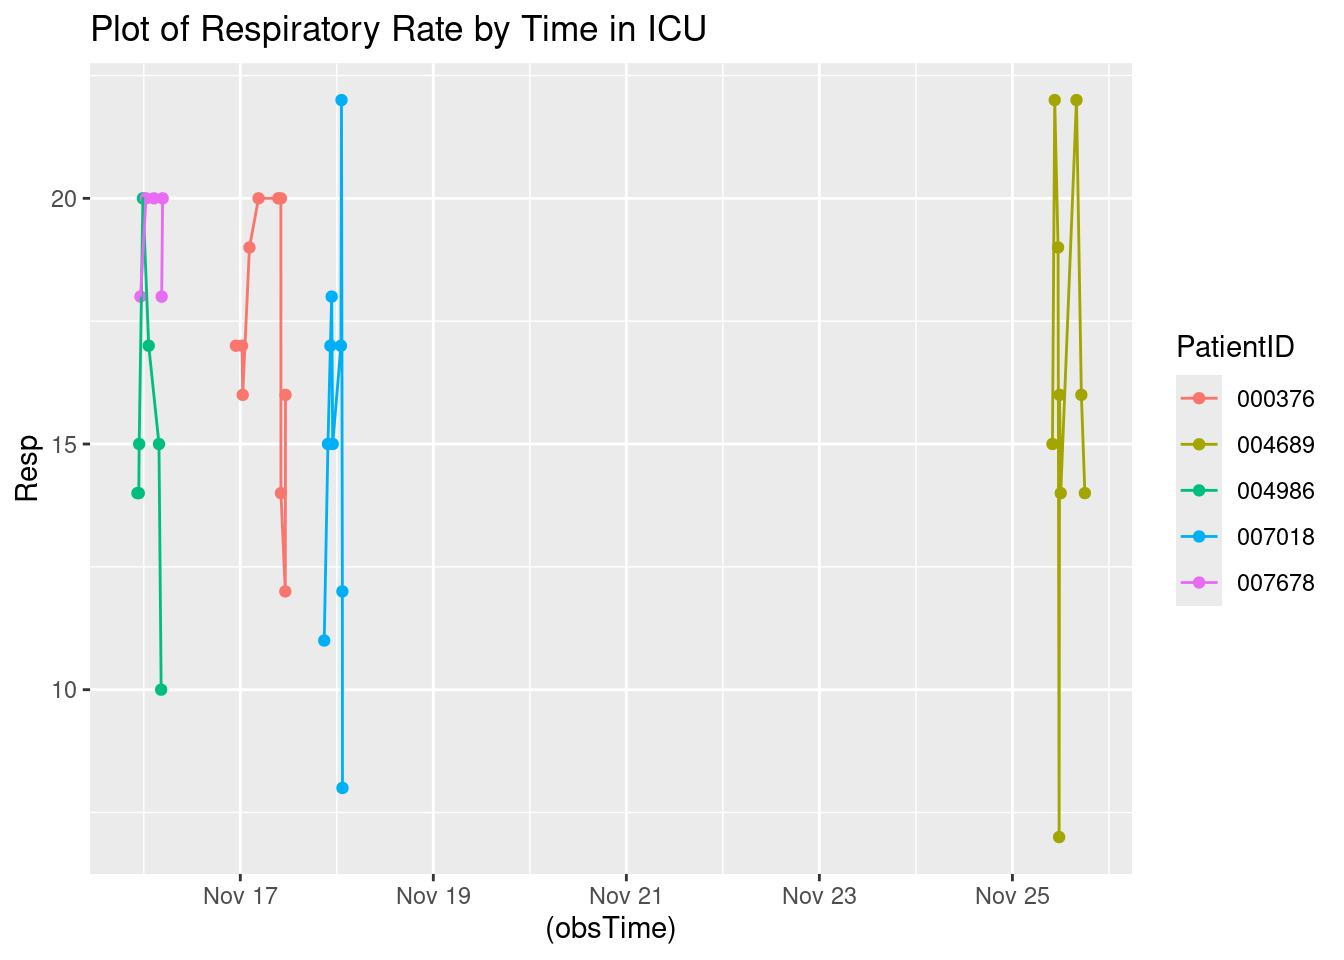 Plot of Respiratory Rate by Time in ICU
Resp
20
15
10
Nov 17 Nov 19 Nov 21 Nov 23 Nov 25
(obsTime)
PatientID
000376
004689
004986
007018
007678